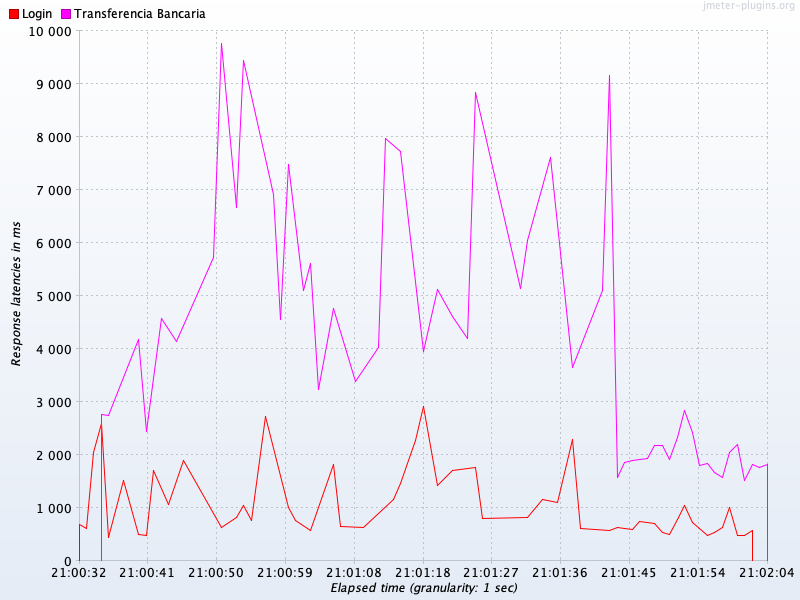 jmeter-plugins.org
Login Transferencia Bancaria
10 000
9 000
8 000
7 000
6 000
5 000
4 000
3 000
2 000
1 000
0
Response latencies in ms
21:00:32 21:00:41 21:00:50 21:00:59 21:01:08 21:01:18 21:01:27 21:01:36 21:01:45 21:01:54 21:02:04
Elapsed time (granularity: 1 sec)